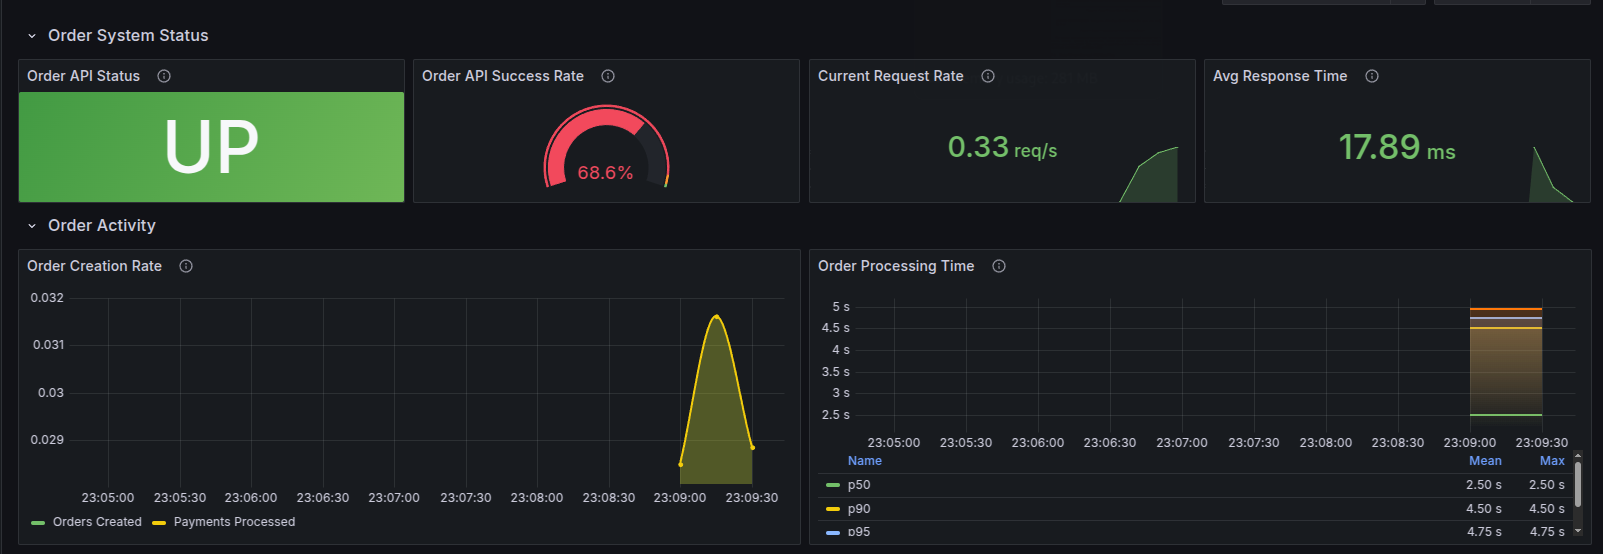 Order System Status
Order API Status
UP
Order API Success Rate
68.6%
Current Request Rate
0.33 req/s
Avg Response Time
17.89 ms
Order Activity
Order Creation Rate
0.032
0.031
0.03
0.029
23:05:00 23:05:30 23:06:00 23:06:30 23:07:00 23:07:30 23:08:00 23:08:30 23:09:00 23:09:30
Orders Created Payments Processed
Order Processing Time
5 s
4.5 s
4 s
3.5 s
3 s
2.5 s
23:05:00 23:05:30 23:06:00 23:06:30 23:07:00 23:07:30 23:08:00 23:08:30 23:09:00 23:09:30
Name Mean Max
p50 2.50 s 2.50 s
p90 4.50 s 4.50 s
p95 4.75 s 4.75 s